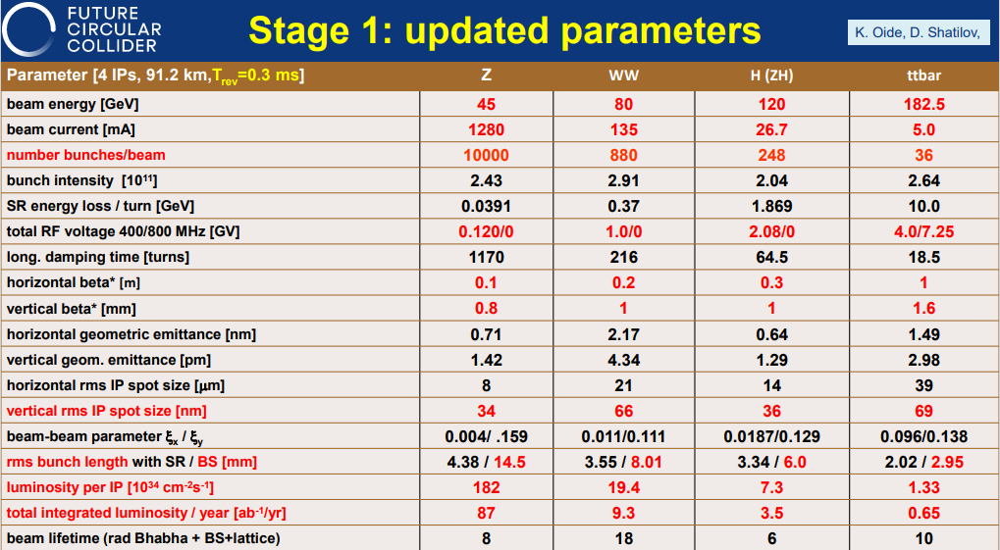 FUTURE
CIRCULAR
COLLIDER
Stage 1: updated parameters
K. Oide, D. Shatilov,
Parameter [4 IPs, 91.2 km,Trev=0.3 ms] Z WW H (ZH) ttbar
beam energy [GeV] 45 80 120 182.5
beam current [mA] 1280 135 26.7 5.0
number bunches/beam 10000 880 248 36
bunch intensity [10¹¹] 2.43 2.91 2.04 2.64
SR energy loss / turn [GeV] 0.0391 0.37 1.869 10.0
total RF voltage 400/800 MHz [GV] 0.120/0 1.0/0 2.08/0 4.0/7.25
long. damping time [turns] 1170 216 64.5 18.5
horizontal beta* [m] 0.1 0.2 0.3 1
vertical beta* [mm] 0.8 1 1 1.6
horizontal geometric emittance [nm] 0.71 2.17 0.64 1.49
vertical geom. emittance [pm] 1.42 4.34 1.29 2.98
horizontal rms IP spot size [μm] 8 21 14 39
vertical rms IP spot size [nm] 34 66 36 69
beam-beam parameter ξx / ξy 0.004/ .159 0.011/0.111 0.0187/0.129 0.096/0.138
rms bunch length with SR / BS [mm] 4.38 / 14.5 3.55 / 8.01 3.34 / 6.0 2.02 / 2.95
luminosity per IP [10³⁴ cm⁻²s⁻¹] 182 19.4 7.3 1.33
total integrated luminosity / year [ab⁻¹/yr] 87 9.3 3.5 0.65
beam lifetime (rad Bhabha + BS+lattice) 8 18 6 10